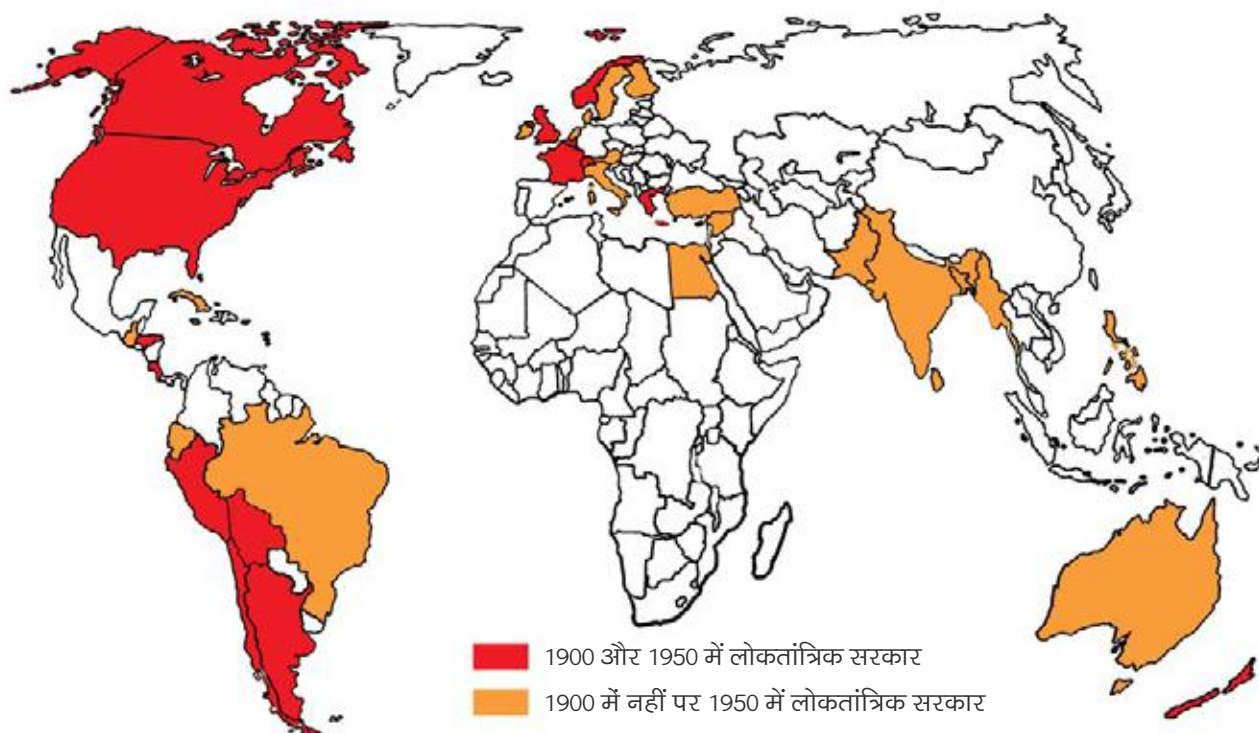 1900 और 1950 में लोकतांत्रिक सरकार
1900 में नहीं पर 1950 में लोकतांत्रिक सरकार